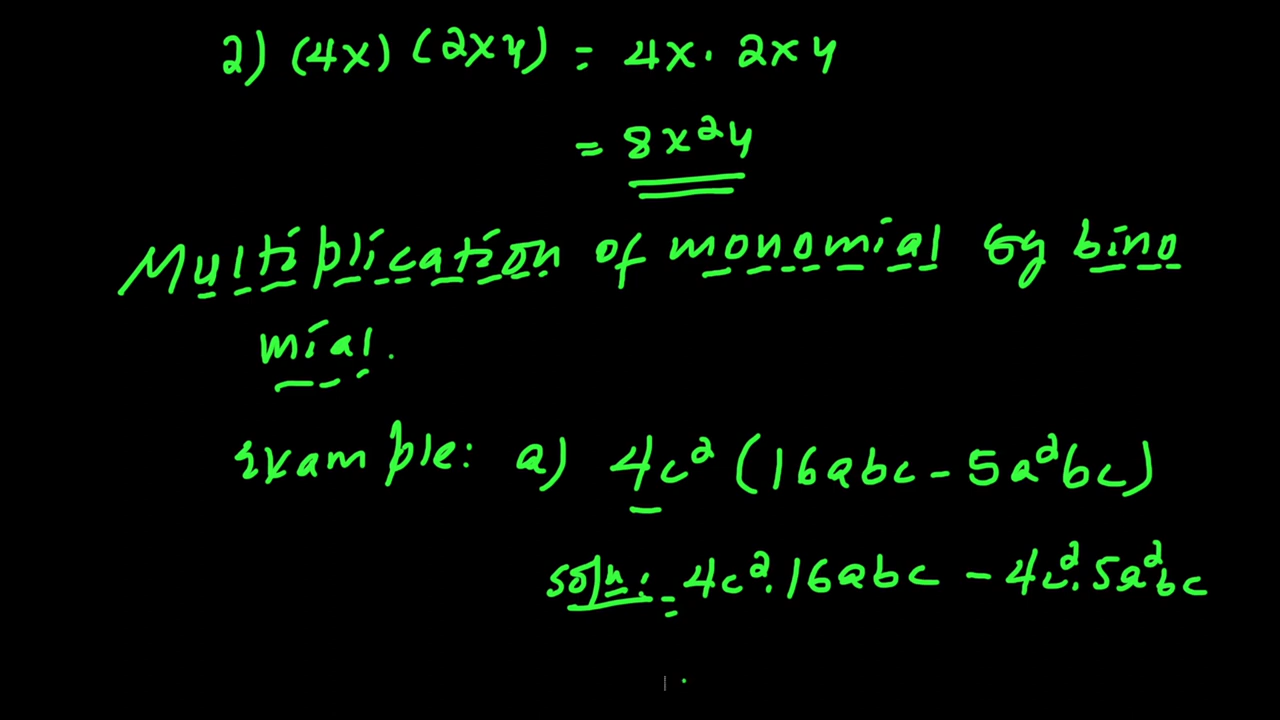 2) (4x) (2xy) = 4x · 2xy
= 8x²y
Multiplication of monomial by bino
mial.
example: a) 4c² (16abc - 5a²bc)
soln: 4c².16abc - 4c².5a²bc